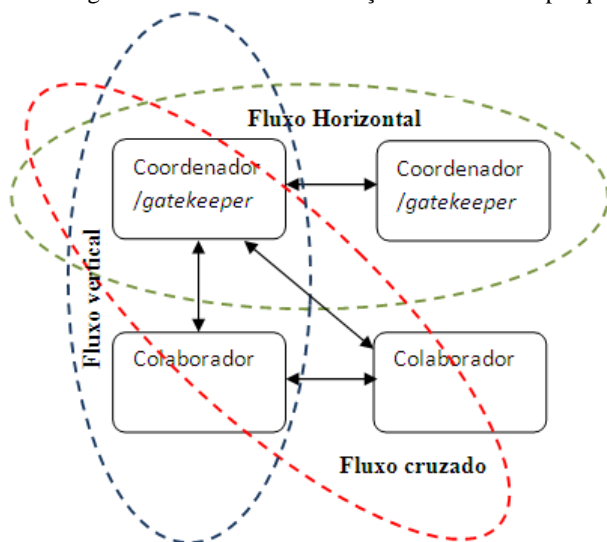 Fluxo Horizontal
Coordenador
/gatekeeper
Coordenador
/gatekeeper
Fluxo vertical
Colaborador
Colaborador
Fluxo cruzado